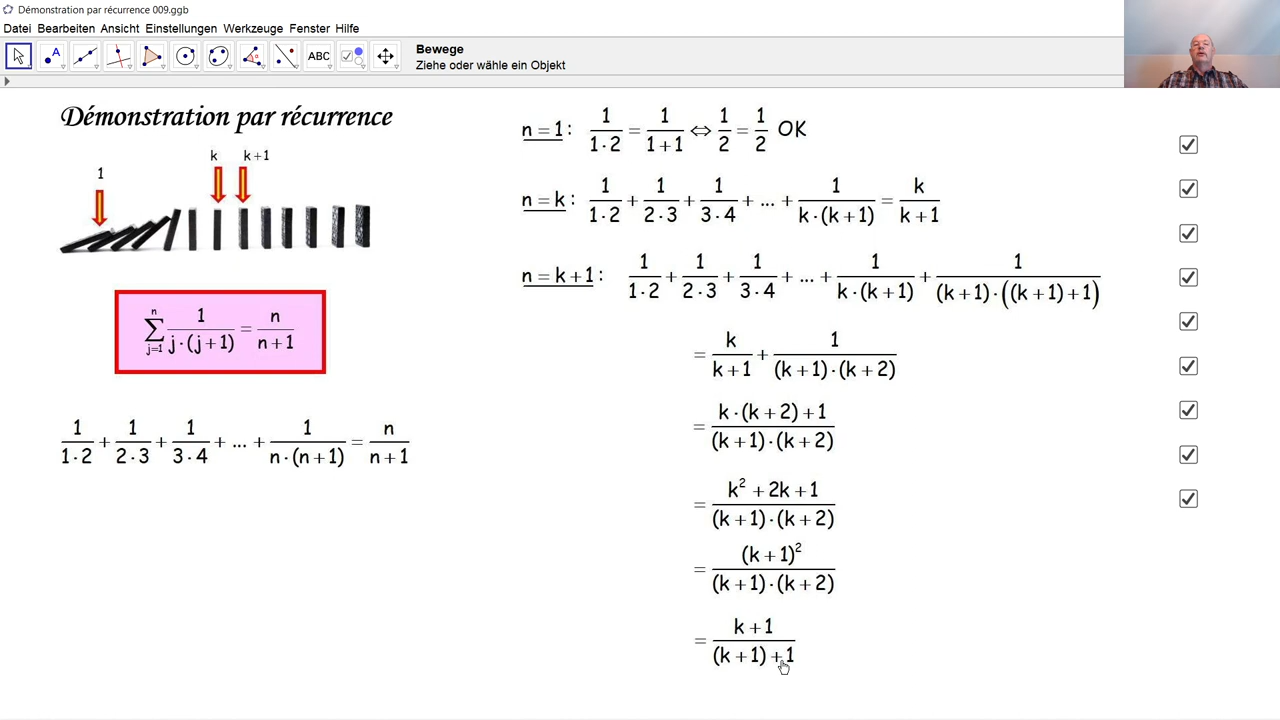 Démonstration par récurrence 009.ggb
Datei Bearbeiten Ansicht Einstellungen Werkzeuge Fenster Hilfe
A ABC
Bewege
Ziehe oder wähle ein Objekt
Démonstration par récurrence
1 k k+1
∑_{j=1}^{n} 1/(j·(j+1)) = n/(n+1)
1/(1·2) + 1/(2·3) + 1/(3·4) + ... + 1/(n·(n+1)) = n/(n+1)
n=1: 1/(1·2) = 1/(1+1) ⇔ 1/2 = 1/2 OK
n=k: 1/(1·2) + 1/(2·3) + 1/(3·4) + ... + 1/(k·(k+1)) = k/(k+1)
n=k+1: 1/(1·2) + 1/(2·3) + 1/(3·4) + ... + 1/(k·(k+1)) + 1/((k+1)·((k+1)+1))
= k/(k+1) + 1/((k+1)·(k+2))
= (k·(k+2)+1)/((k+1)·(k+2))
= (k²+2k+1)/((k+1)·(k+2))
= (k+1)²/((k+1)·(k+2))
= (k+1)/((k+1)+1)